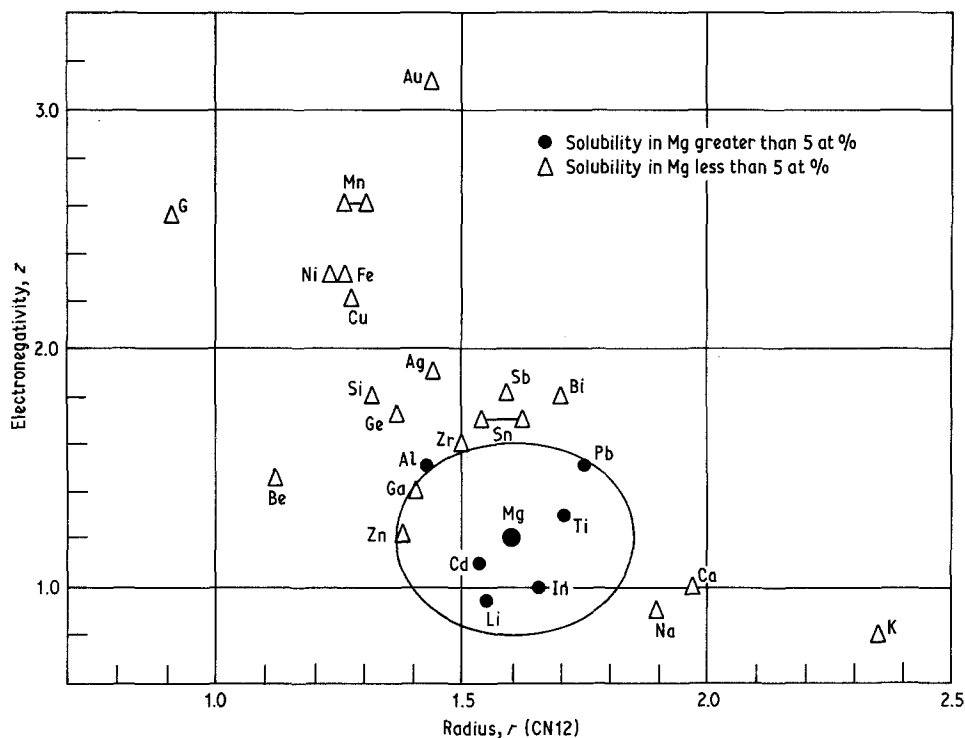 Au
3.0
● Solubility in Mg greater than 5 at %
△ Solubility in Mg less than 5 at %
Mn
G
Ni
Fe
Cu
2.0
Ag
Si
Sb
Bi
Ge
Sn
Zr
Al
Pb
Be
Ga
Mg
Ti
Zn
Cd
1.0
In
Ca
Li
Na
K
1.0
1.5
2.0
2.5
Electronegativity, z
Radius, r (CN12)